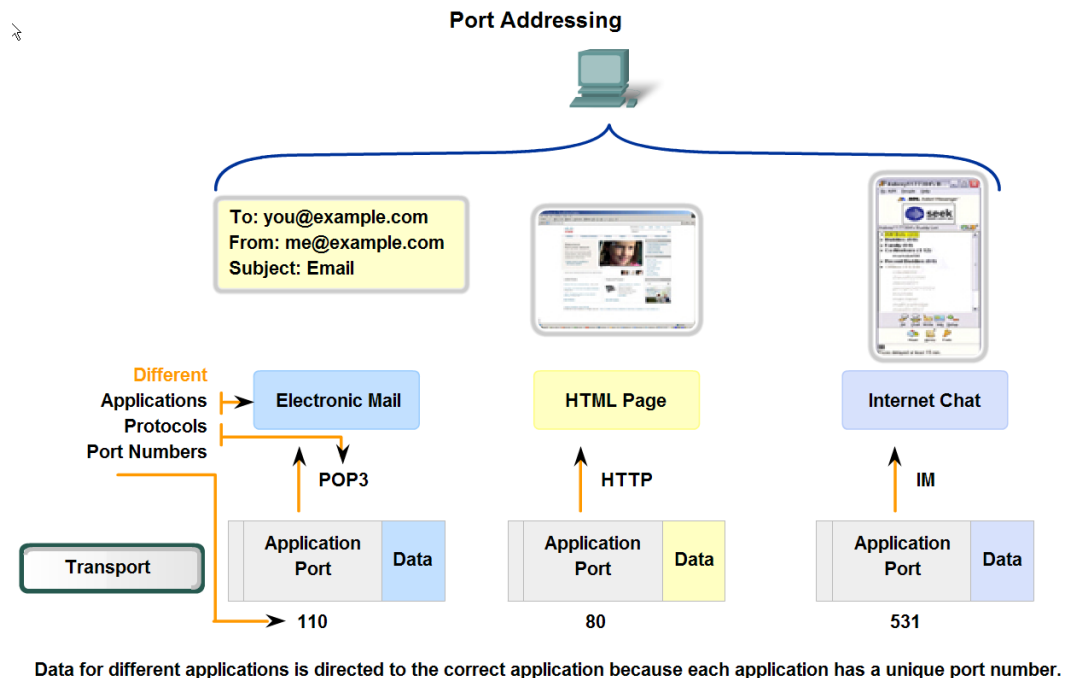 Port Addressing
To: you@example.com
From: me@example.com
Subject: Email
seek
Different
Applications
Protocols
Port Numbers
Electronic Mail
HTML Page
Internet Chat
POP3
HTTP
IM
Transport
Application
Port
Data
Application
Port
Data
Application
Port
Data
110
80
531
Data for different applications is directed to the correct application because each application has a unique port number.